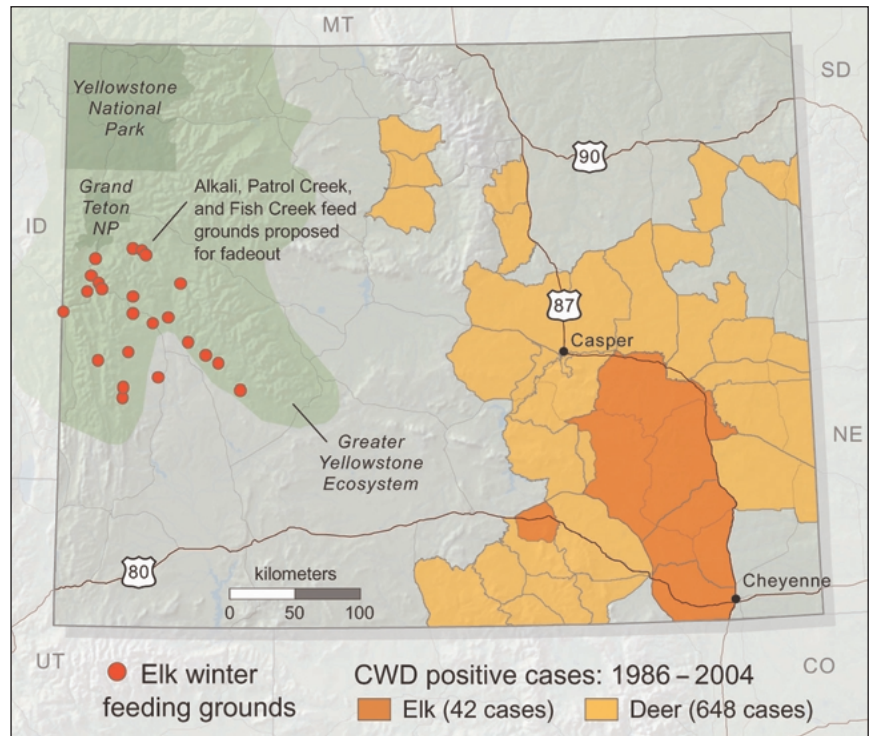 MT
SD
Yellowstone
National
Park
90
Grand
Teton
NP
Alkali, Patrol Creek,
and Fish Creek feed
grounds proposed
for fadeout
ID
87
Casper
NE
Greater
Yellowstone
Ecosystem
80
kilometers
0 50 100
Cheyenne
UT
CO
Elk winter
feeding grounds
CWD positive cases: 1986 – 2004
Elk (42 cases)
Deer (648 cases)